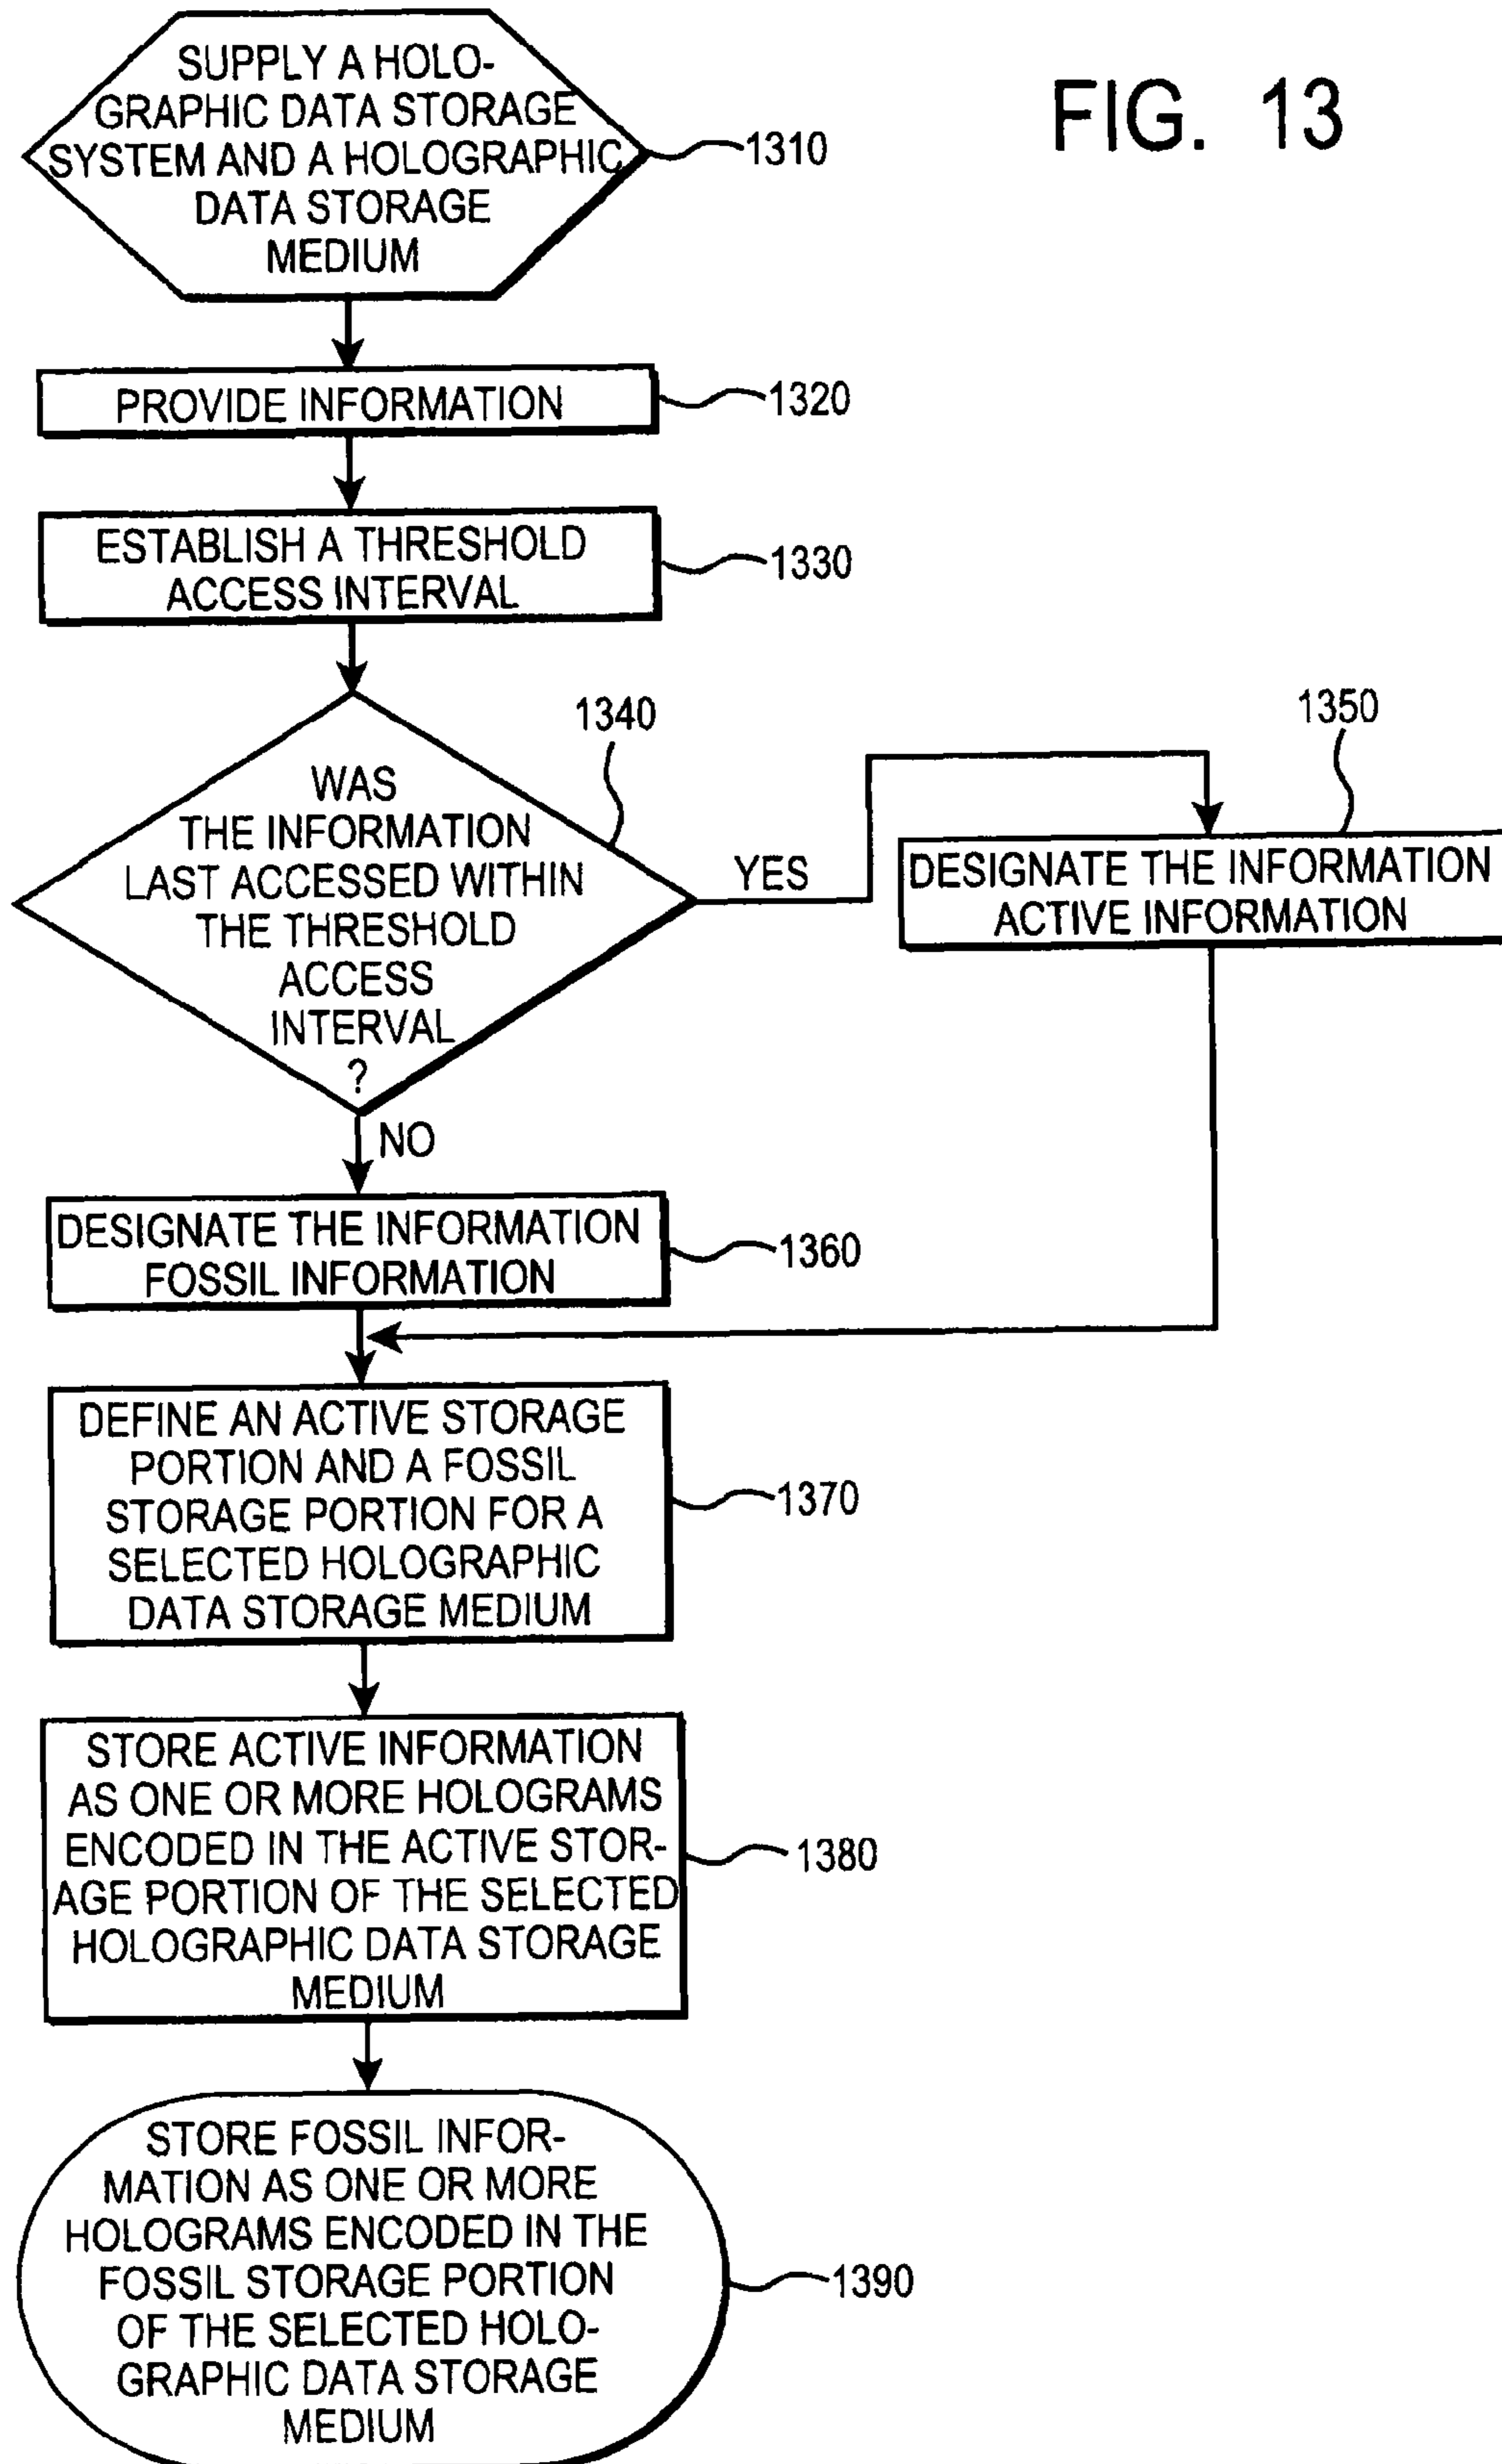 FIG. 13
SUPPLY A HOLO-
GRAPHIC DATA STORAGE
SYSTEM AND A HOLOGRAPHIC
DATA STORAGE
MEDIUM
1310
PROVIDE INFORMATION
1320
ESTABLISH A THRESHOLD
ACCESS INTERVAL
1330
1340
WAS
THE INFORMATION
LAST ACCESSED WITHIN
THE THRESHOLD
ACCESS
INTERVAL
?
YES
1350
DESIGNATE THE INFORMATION
ACTIVE INFORMATION
NO
DESIGNATE THE INFORMATION
FOSSIL INFORMATION
1360
DEFINE AN ACTIVE STORAGE
PORTION AND A FOSSIL
STORAGE PORTION FOR A
SELECTED HOLOGRAPHIC
DATA STORAGE MEDIUM
1370
STORE ACTIVE INFORMATION
AS ONE OR MORE HOLOGRAMS
ENCODED IN THE ACTIVE STOR-
AGE PORTION OF THE SELECTED
HOLOGRAPHIC DATA STORAGE
MEDIUM
1380
STORE FOSSIL INFOR-
MATION AS ONE OR MORE
HOLOGRAMS ENCODED IN THE
FOSSIL STORAGE PORTION
OF THE SELECTED HOLO-
GRAPHIC DATA STORAGE
MEDIUM
1390